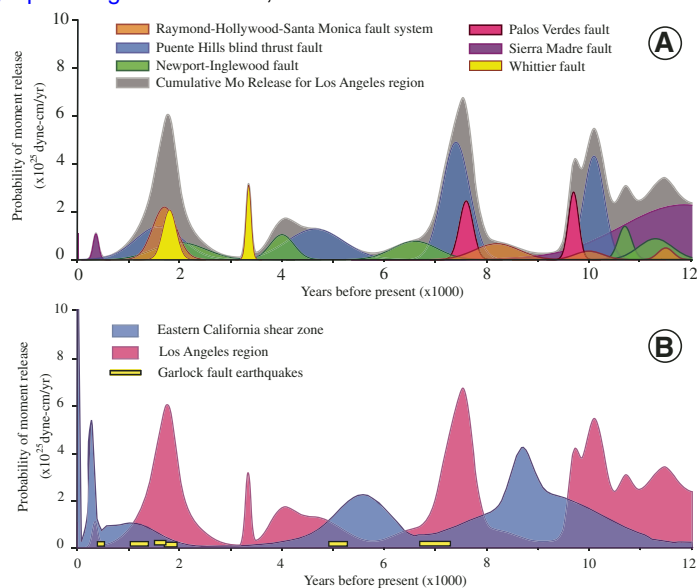 10
8
6
4
2
0
Probability of moment release
(x10²⁵ dyne-cm/yr)
Raymond-Hollywood-Santa Monica fault system
Puente Hills blind thrust fault
Newport-Inglewood fault
Cumulative Mo Release for Los Angeles region
Palos Verdes fault
Sierra Madre fault
Whittier fault
A
0 2 4 6 8 10 12
Years before present (x1000)
10
8
6
4
2
0
Probability of moment release
(x10²⁵ dyne-cm/yr)
Eastern California shear zone
Los Angeles region
Garlock fault earthquakes
B
0 2 4 6 8 10 12
Years before present (x1000)